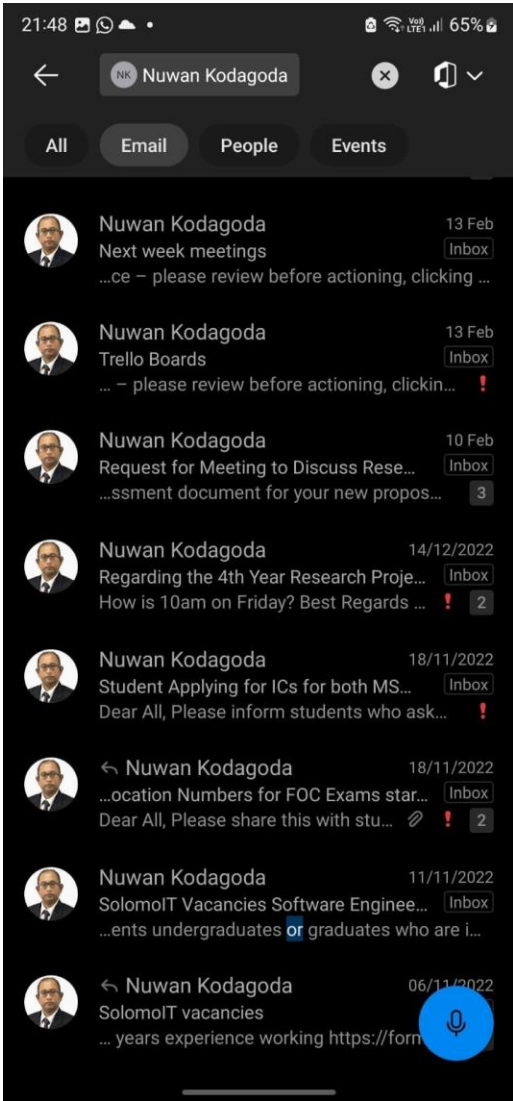 21:48
Vo)) LTE1 65%
NK Nuwan Kodagoda
All Email People Events
Nuwan Kodagoda 13 Feb
Next week meetings Inbox
...ce – please review before actioning, clicking ...
Nuwan Kodagoda 13 Feb
Trello Boards Inbox
... – please review before actioning, clickin... ❗
Nuwan Kodagoda 10 Feb
Request for Meeting to Discuss Rese... Inbox
...ssment document for your new propos... 3
Nuwan Kodagoda 14/12/2022
Regarding the 4th Year Research Proje... Inbox
How is 10am on Friday? Best Regards ... ❗ 2
Nuwan Kodagoda 18/11/2022
Student Applying for ICs for both MS... Inbox
Dear All, Please inform students who ask... ❗
Nuwan Kodagoda 18/11/2022
...ocation Numbers for FOC Exams star... Inbox
Dear All, Please share this with stu... ❗ 2
Nuwan Kodagoda 11/11/2022
SolomoIT Vacancies Software Enginee... Inbox
...ents undergraduates or graduates who are i...
Nuwan Kodagoda 06/11/2022
SolomoIT vacancies
... years experience working https://forn